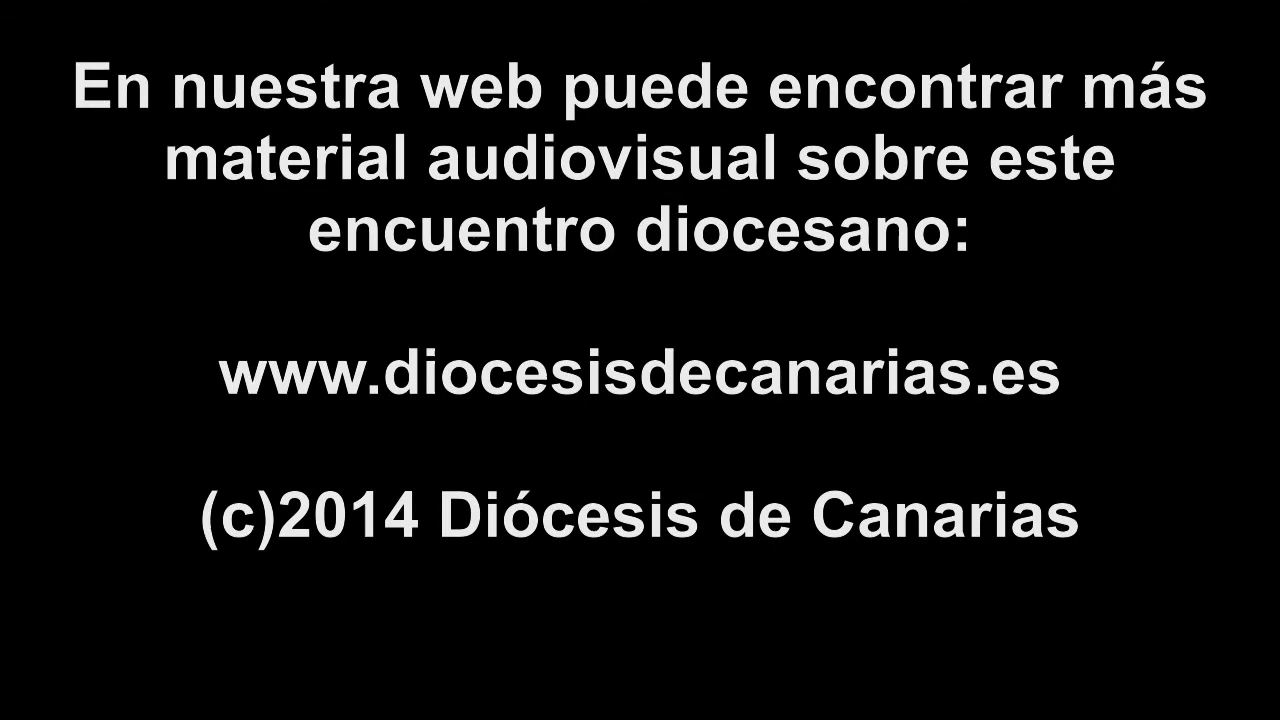 En nuestra web puede encontrar más
material audiovisual sobre este
encuentro diocesano:
www.diocesisdecanarias.es
(c)2014 Diócesis de Canarias